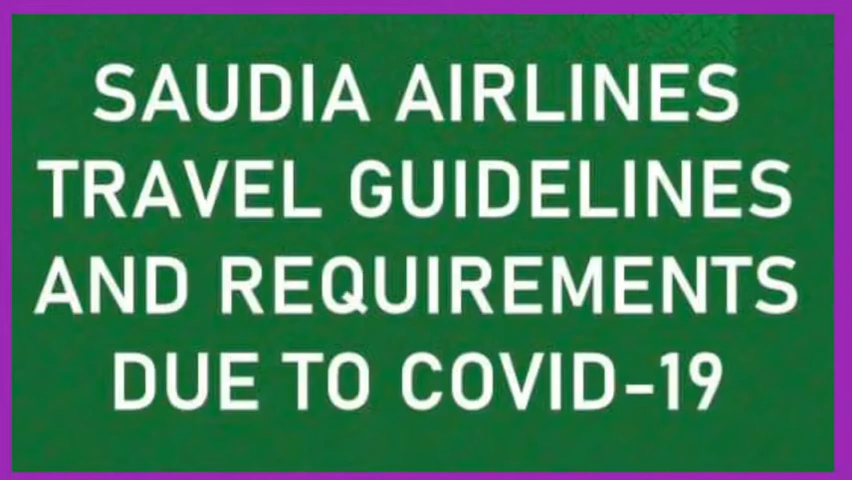 SAUDIA AIRLINES
TRAVEL GUIDELINES
AND REQUIREMENTS
DUE TO COVID-19